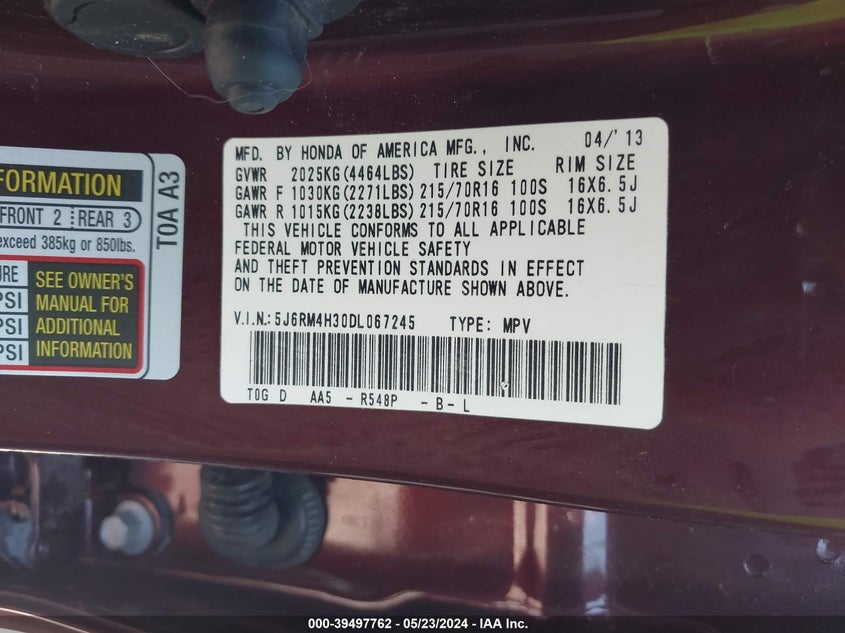 FORMATION
FRONT 2 REAR 3
exceed 385kg or 850lbs.
URE
PSI
PSI
PSI
SEE OWNER'S
MANUAL FOR
ADDITIONAL
INFORMATION
T0A A3
MFD. BY HONDA OF AMERICA MFG., INC. 04/'13
GVWR 2025KG(4464LBS) TIRE SIZE RIM SIZE
GAWR F 1030KG(2271LBS) 215/70R16 100S 16X6.5J
GAWR R 1015KG(2238LBS) 215/70R16 100S 16X6.5J
THIS VEHICLE CONFORMS TO ALL APPLICABLE
FEDERAL MOTOR VEHICLE SAFETY
AND THEFT PREVENTION STANDARDS IN EFFECT
ON THE DATE OF MANUFACTURE SHOWN ABOVE.
V.I.N.:5J6RM4H30DL067245 TYPE: MPV
T0G D AA5 - R548P - B - L
000-39497762 - 05/23/2024 - IAA Inc.